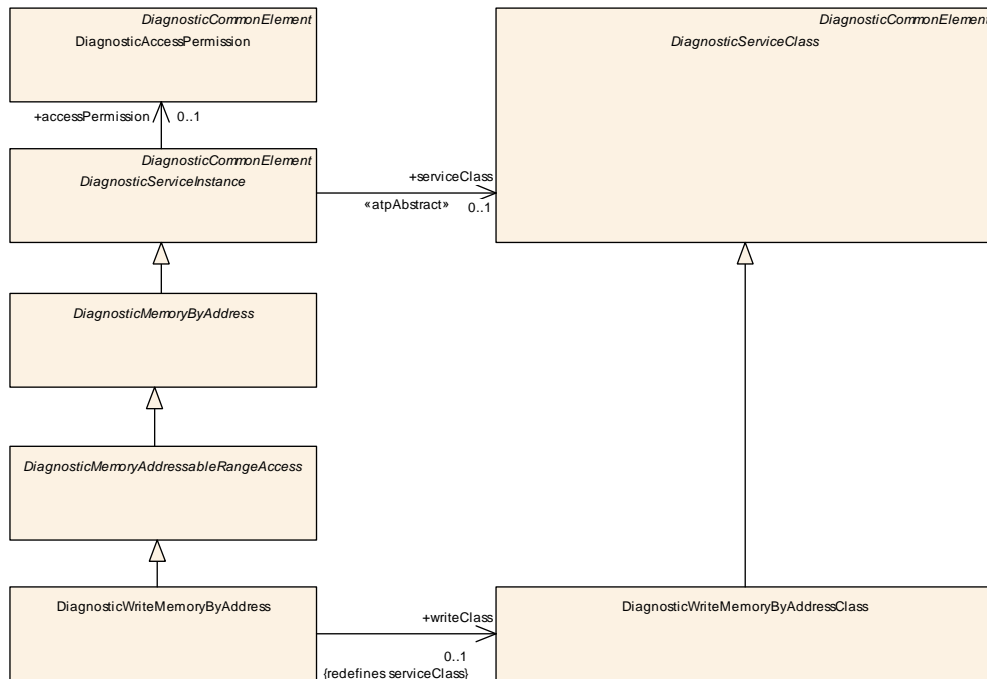 DiagnosticCommonElement
DiagnosticAccessPermission
DiagnosticCommonElement
DiagnosticServiceClass
+accessPermission
0..1
DiagnosticCommonElement
DiagnosticServiceInstance
+serviceClass
«atpAbstract»
0..1
DiagnosticMemoryByAddress
DiagnosticMemoryAddressableRangeAccess
DiagnosticWriteMemoryByAddress
+writeClass
0..1
{redefines serviceClass}
DiagnosticWriteMemoryByAddressClass